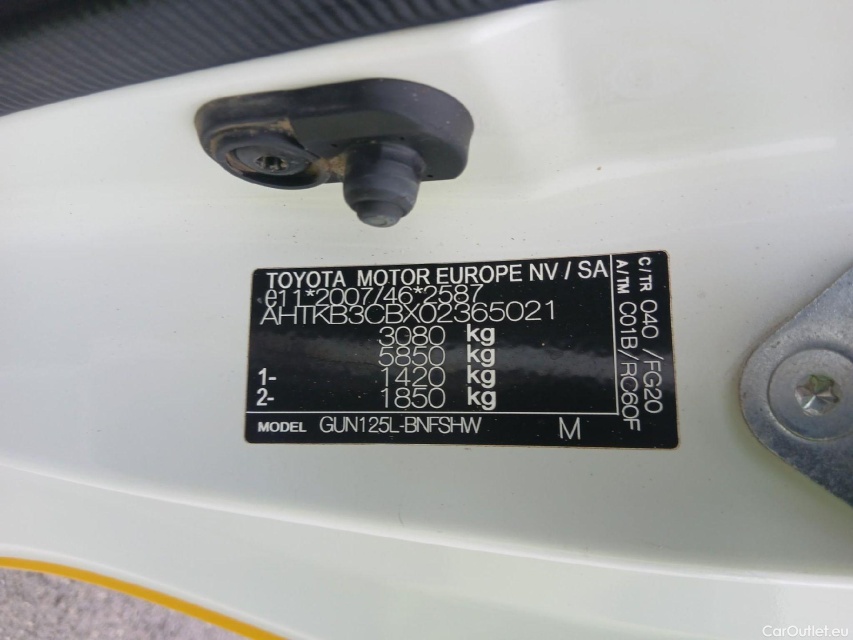 TOYOTA MOTOR EUROPE NV / SA
e11*2007/46*2587
AHTKB3CBX02365021
3080 kg
5850 kg
1- 1420 kg
2- 1850 kg
MODEL GUN125L-BNFSHW M
C/TR 040 /FG20
A/TM C01B/RC60F
CarOutlet.eu